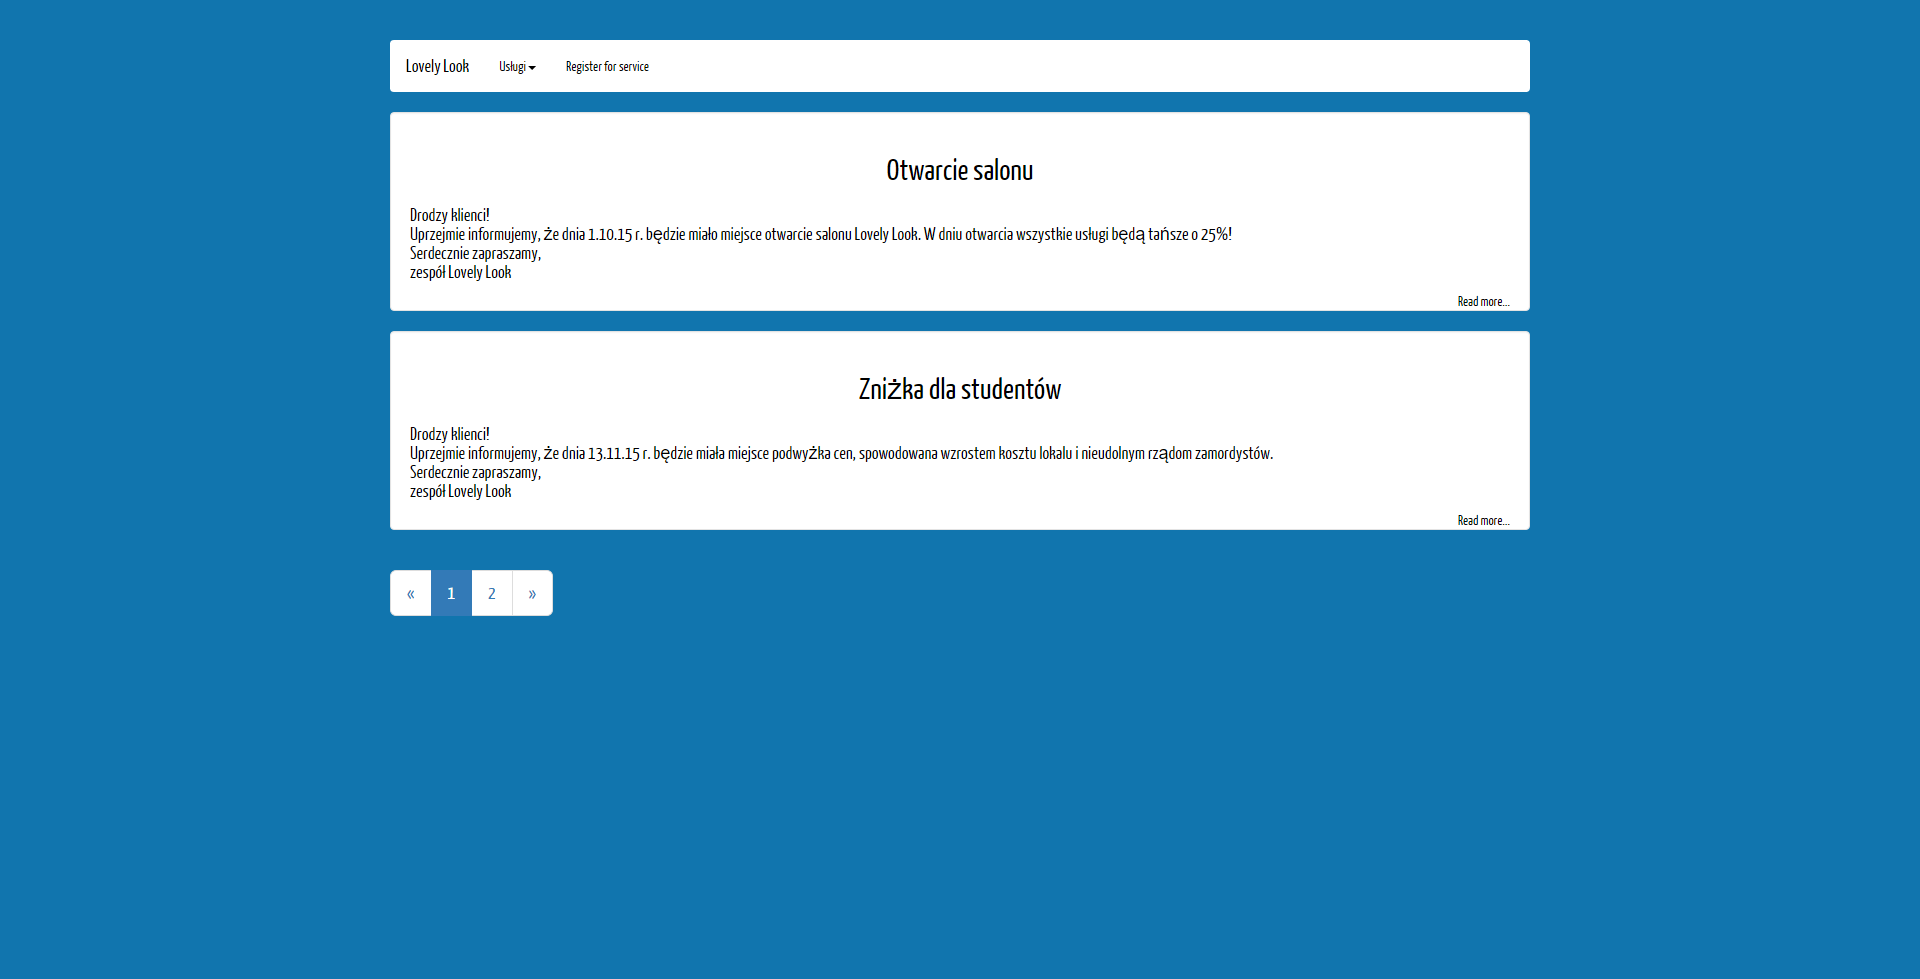 Lovely Look Usługi Register for service
Otwarcie salonu
Drodzy klienci!
Uprzejmie informujemy, że dnia 1.10.15 r. będzie miało miejsce otwarcie salonu Lovely Look. W dniu otwarcia wszystkie usługi będą tańsze o 25%!
Serdecznie zapraszamy,
zespół Lovely Look
Read more...
Zniżka dla studentów
Drodzy klienci!
Uprzejmie informujemy, że dnia 13.11.15 r. będzie miała miejsce podwyżka cen, spowodowana wzrostem kosztu lokalu i nieudolnym rządom zamordystów.
Serdecznie zapraszamy,
zespół Lovely Look
Read more...
« 1 2 »